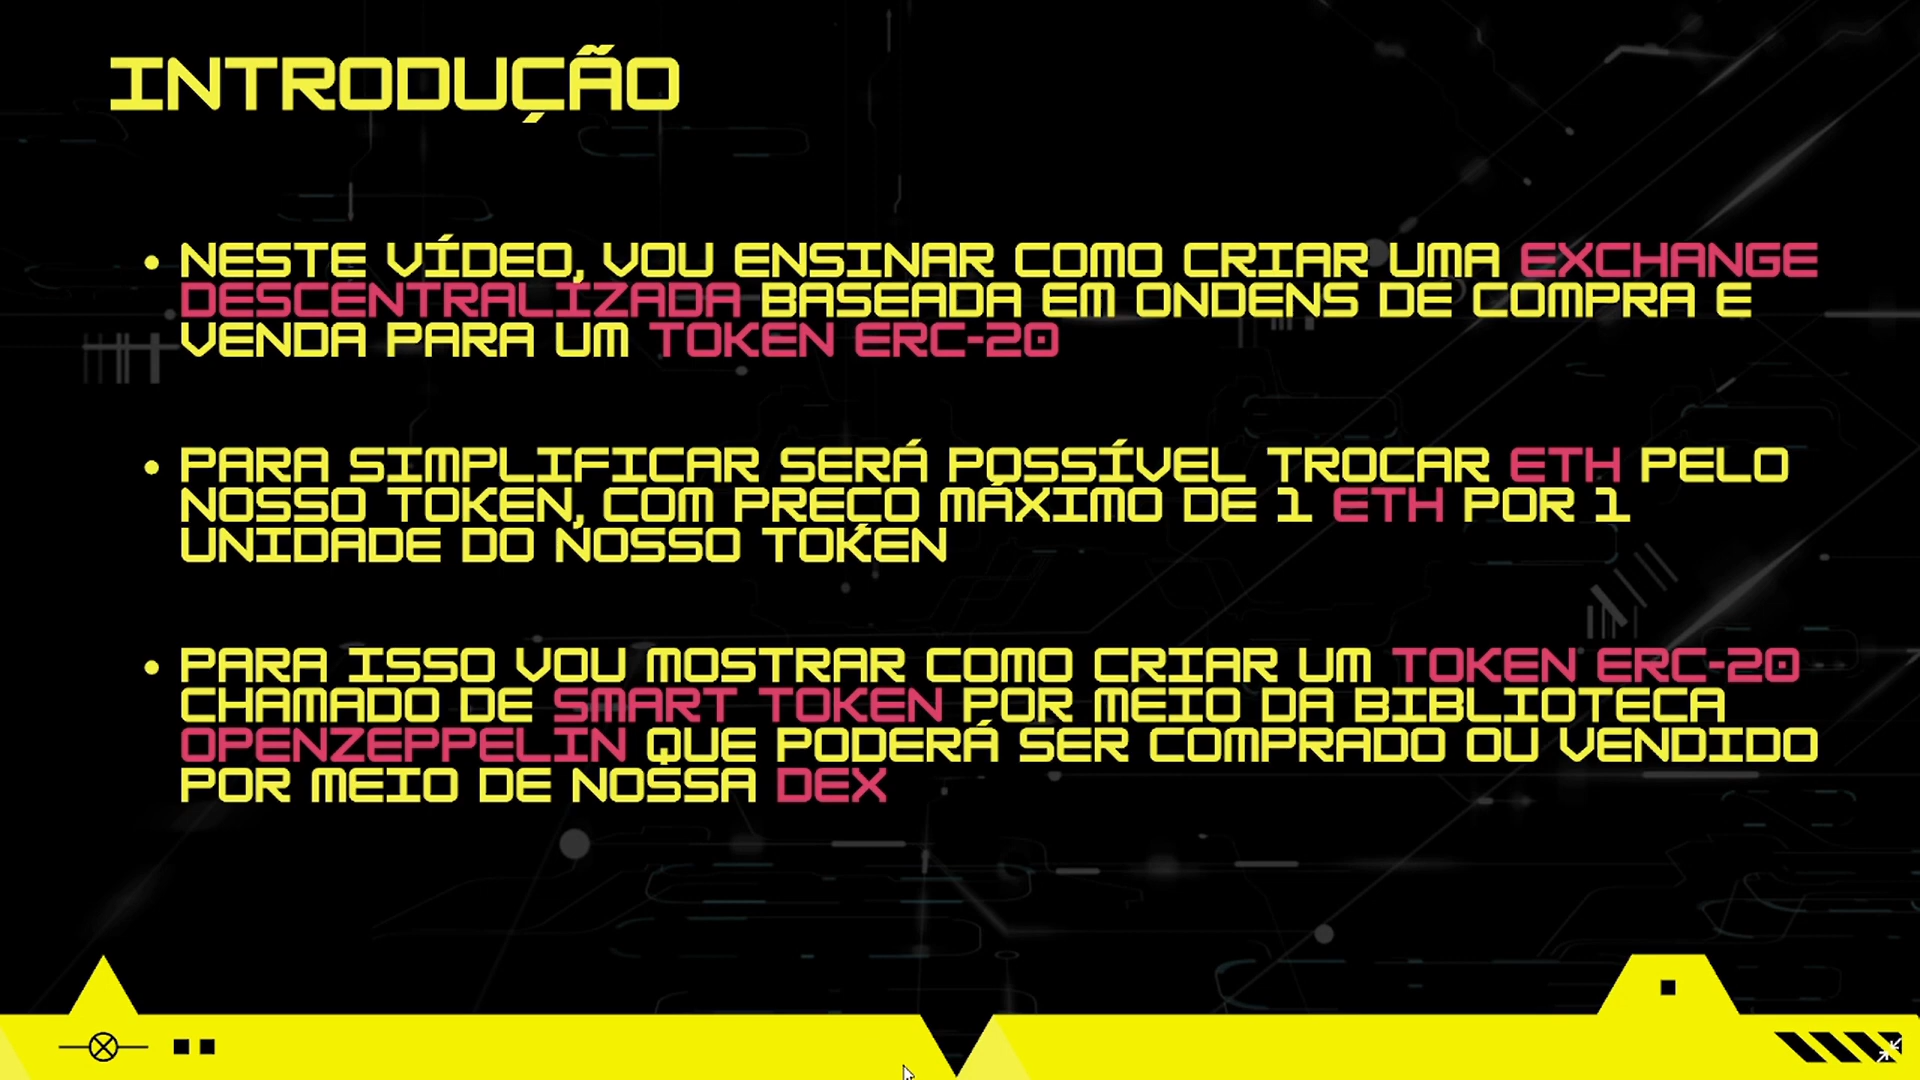 INTRODUÇÃO
• NESTE VÍDEO, VOU ENSINAR COMO CRIAR UMA EXCHANGE
DESCENTRALIZADA BASEADA EM ONDENS DE COMPRA E
VENDA PARA UM TOKEN ERC-20
• PARA SIMPLIFICAR SERÁ POSSÍVEL TROCAR ETH PELO
NOSSO TOKEN, COM PREÇO MÁXIMO DE 1 ETH POR 1
UNIDADE DO NOSSO TOKEN
• PARA ISSO VOU MOSTRAR COMO CRIAR UM TOKEN ERC-20
CHAMADO DE SMART TOKEN POR MEIO DA BIBLIOTECA
OPENZEPPELIN QUE PODERÁ SER COMPRADO OU VENDIDO
POR MEIO DE NOSSA DEX